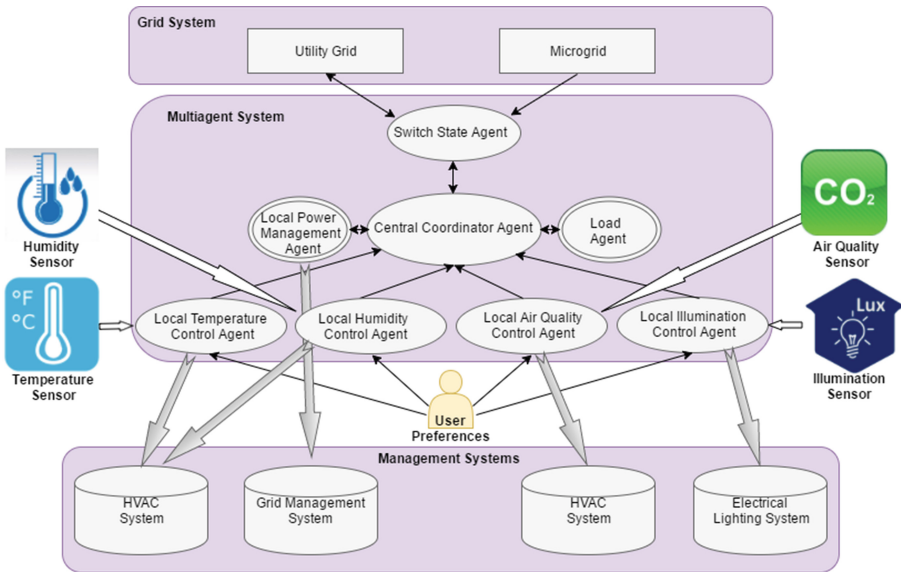 Grid System
Utility Grid
Microgrid
Multiagent System
Switch State Agent
Humidity
Sensor
CO2
Air Quality
Sensor
Local Power
Management
Agent
Central Coordinator Agent
Load
Agent
°F
°C
Temperature
Sensor
Local Temperature
Control Agent
Local Humidity
Control Agent
Local Air Quality
Control Agent
Local Illumination
Control Agent
Lux
Illumination
Sensor
User
Preferences
Management Systems
HVAC
System
Grid Management
System
HVAC
System
Electrical
Lighting System